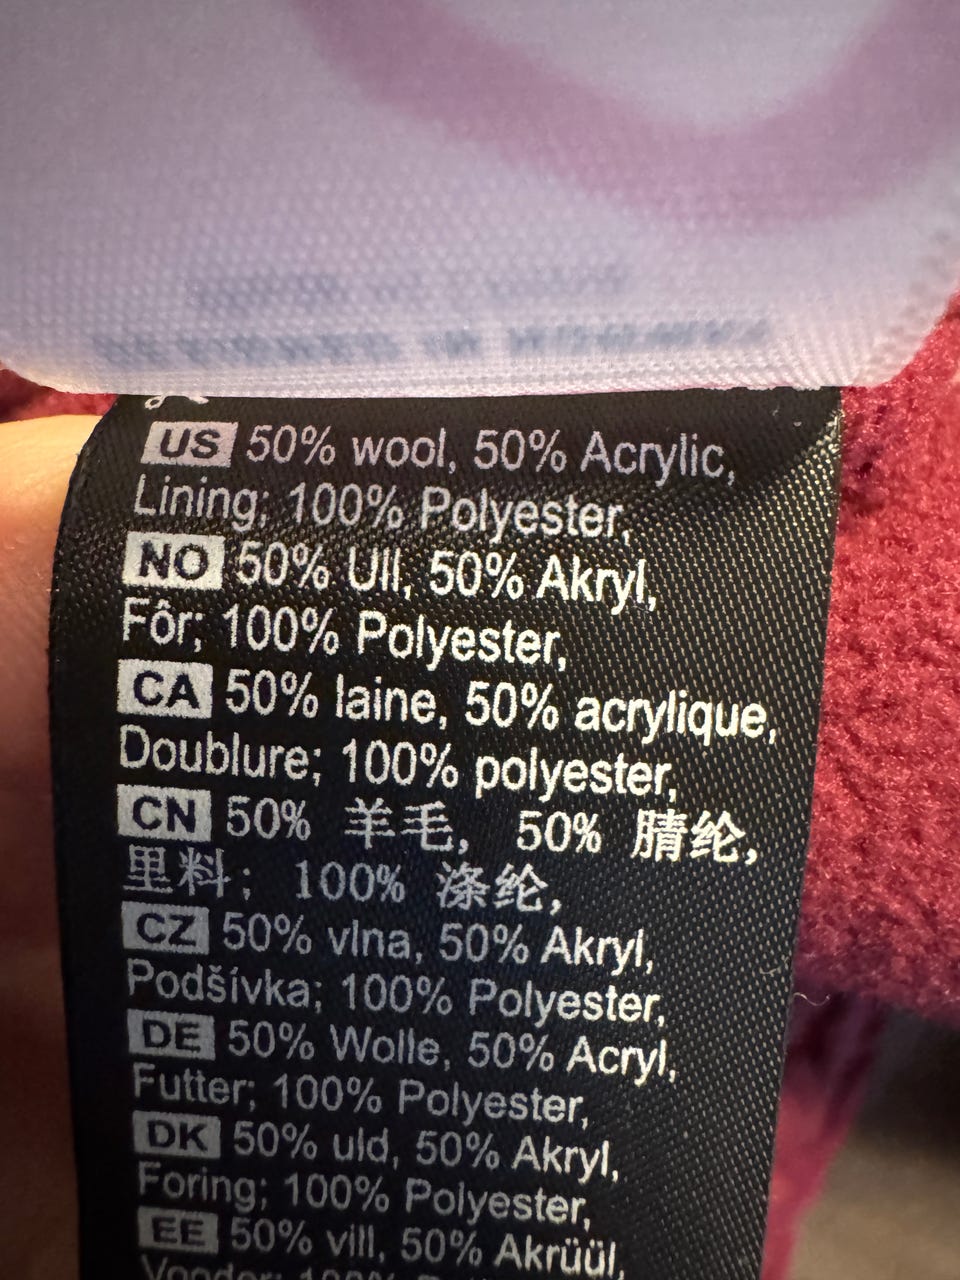 US 50% wool, 50% Acrylic,
Lining; 100% Polyester,
NO 50% Ull, 50% Akryl,
Fôr; 100% Polyester,
CA 50% laine, 50% acrylique,
Doublure; 100% polyester,
CN 50% 羊毛, 50% 腈纶,
里料; 100% 涤纶,
CZ 50% vlna, 50% Akryl,
Podšívka; 100% Polyester,
DE 50% Wolle, 50% Acryl,
Futter; 100% Polyester,
DK 50% uld, 50% Akryl,
Foring; 100% Polyester,
EE 50% vill, 50% Akrüül,
Vooder; 100%